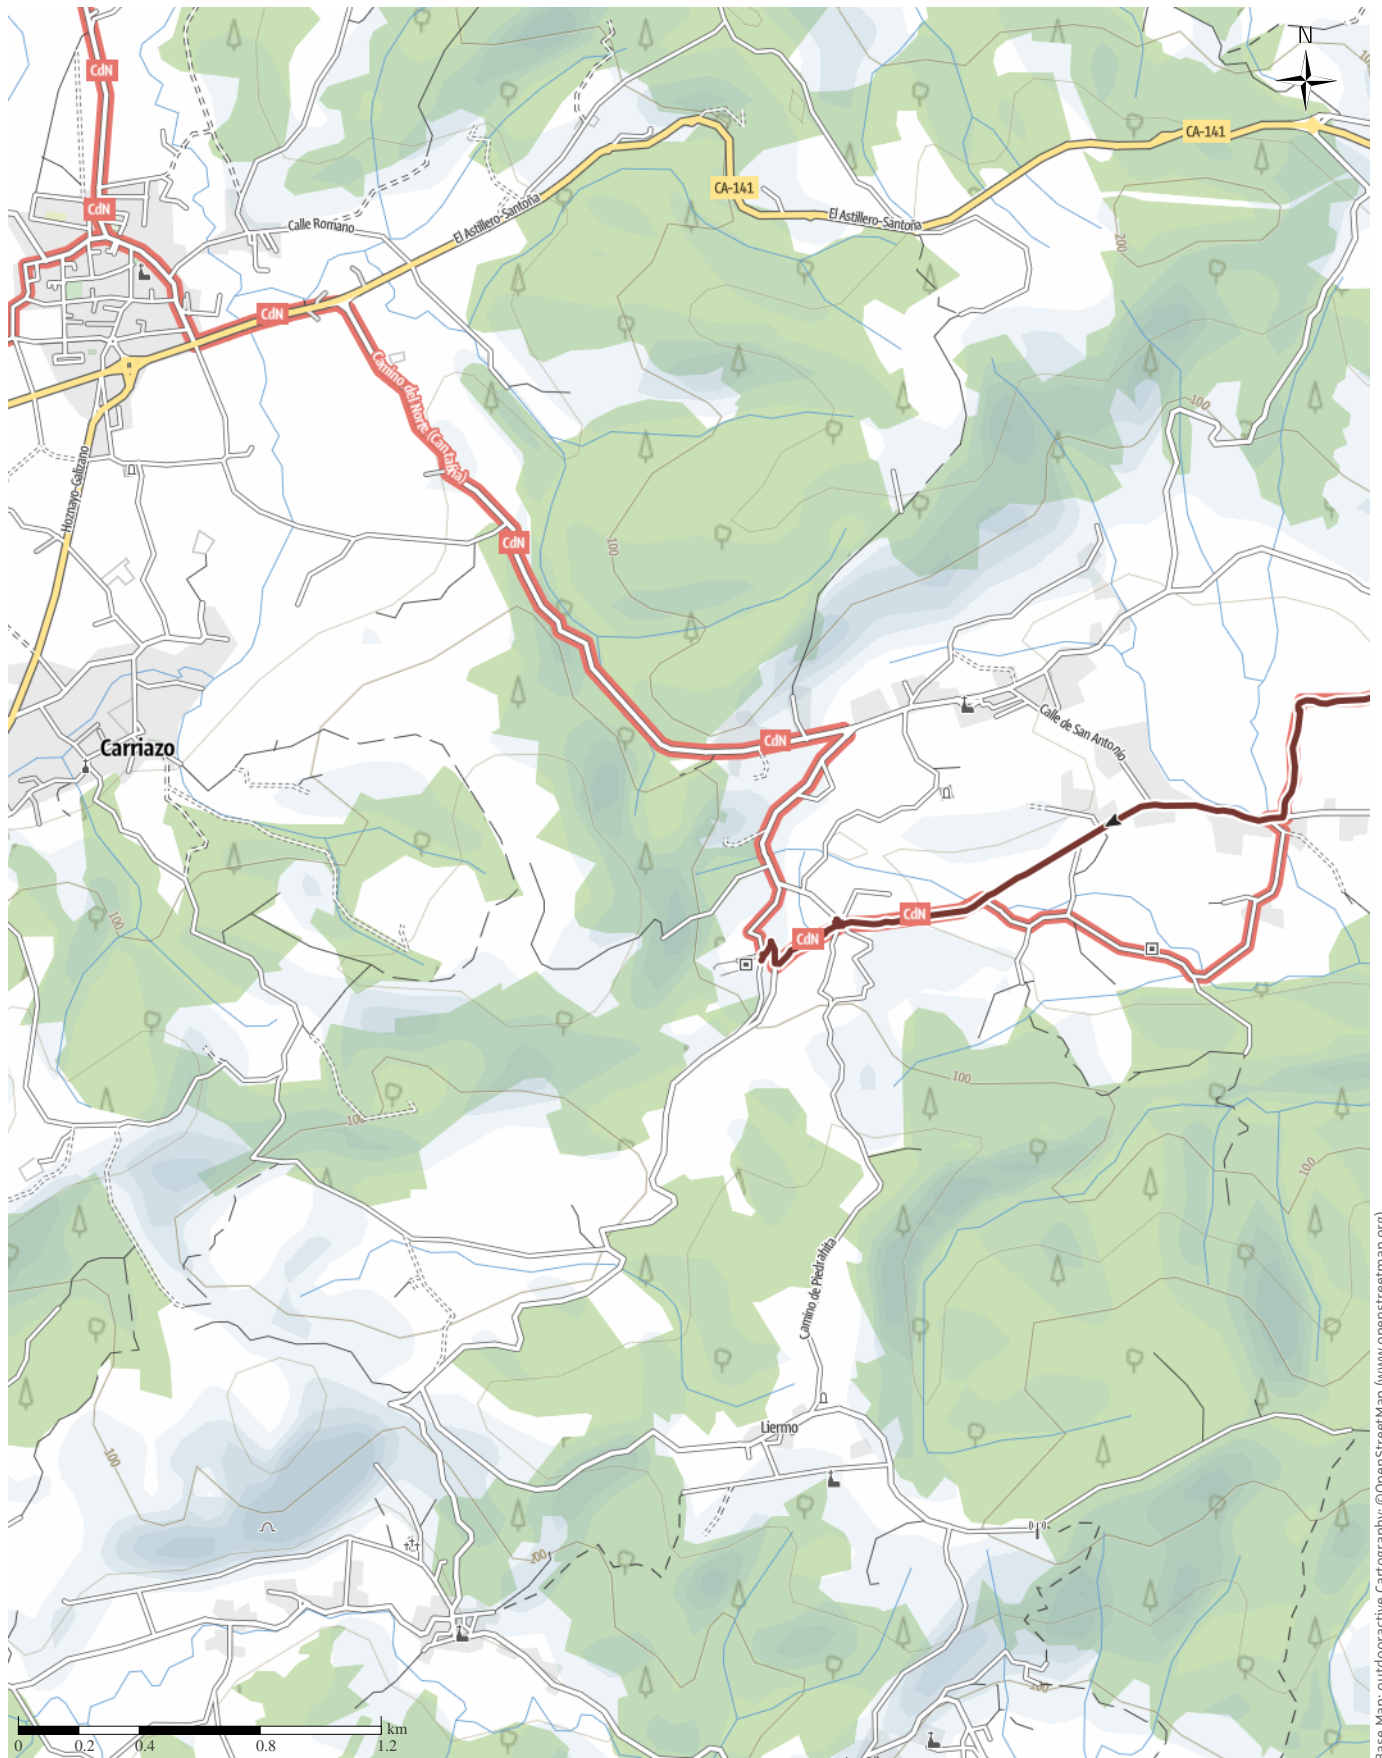 N
CdN
CA-141
CA-141
CdN
El Astillero-Santoña
El Astillero-Santoña
Calle Romano
200
CdN
Camino del Norte (Cantabria)
100
Hoznayo-Galizano
CdN
100
Calle de San Antonio
CdN
Carriazo
100
CdN
CdN
100
100
100
Camino de Piedrahita
Liermo
100
200
200
km
0
0.2
0.4
0.8
1.2
Base Map: outdooractive Cartography; ©OpenStreetMap (www.openstreetmap.org)